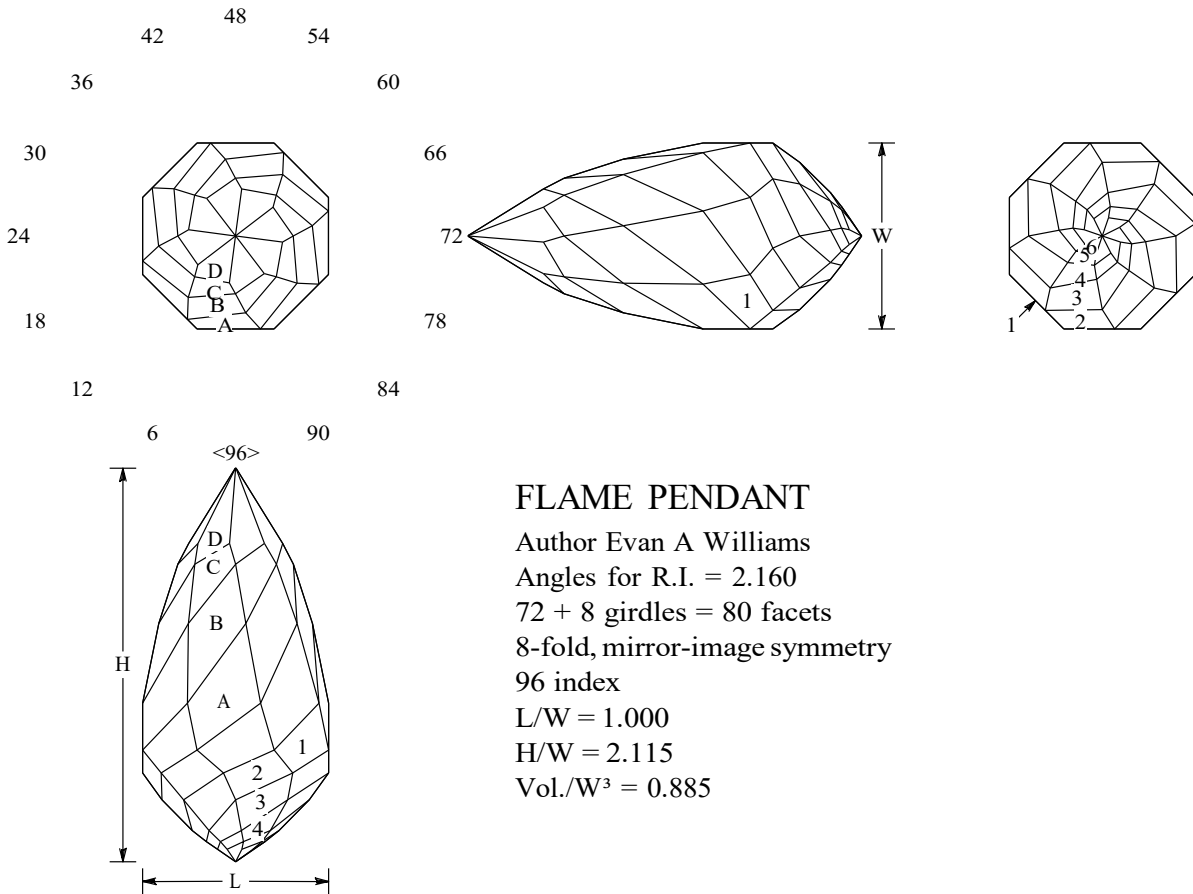 48
42 54
36 60
30 66
24 72 W
18 78
12 84
6 90
<96>
D
C
B
A
1
6
5
4
3
1 2
D
C
B
H
A
1
2
3
4
L
FLAME PENDANT
Author Evan A Williams
Angles for R.I. = 2.160
72 + 8 girdles = 80 facets
8-fold, mirror-image symmetry
96 index
L/W = 1.000
H/W = 2.115
Vol./W³ = 0.885